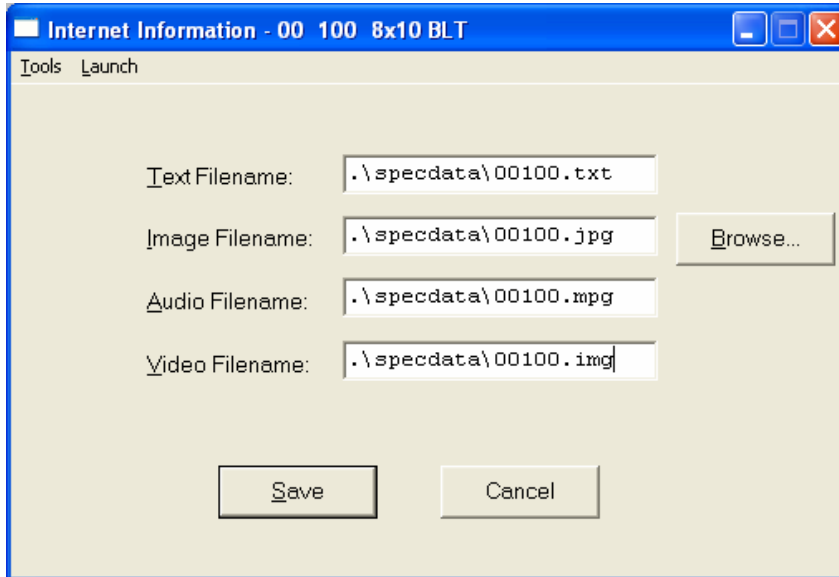 Internet Information - 00 100 8x10 BLT
Tools Launch
Text Filename: .\specdata\00100.txt
Image Filename: .\specdata\00100.jpg Browse...
Audio Filename: .\specdata\00100.mpg
Video Filename: .\specdata\00100.img
Save Cancel